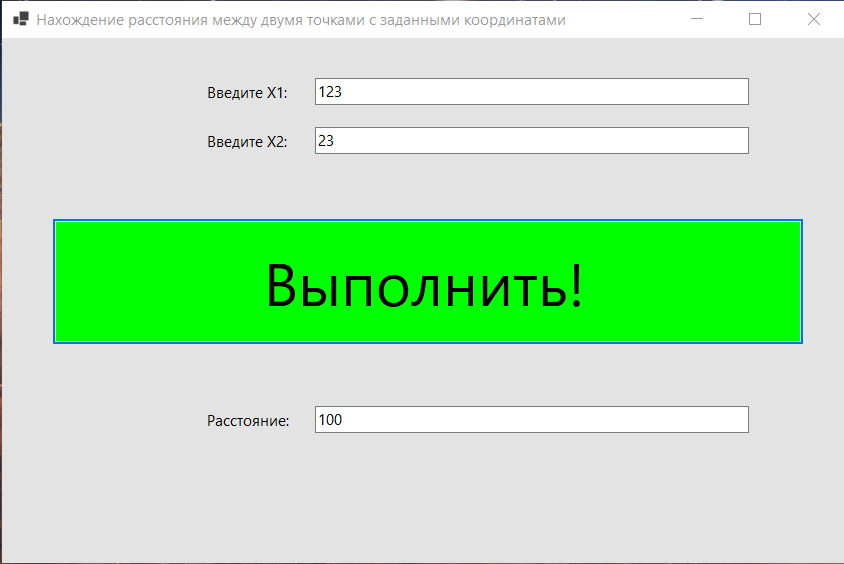 Нахождение расстояния между двумя точками с заданными координатами
Введите X1: 123
Введите X2: 23
Выполнить!
Расстояние: 100